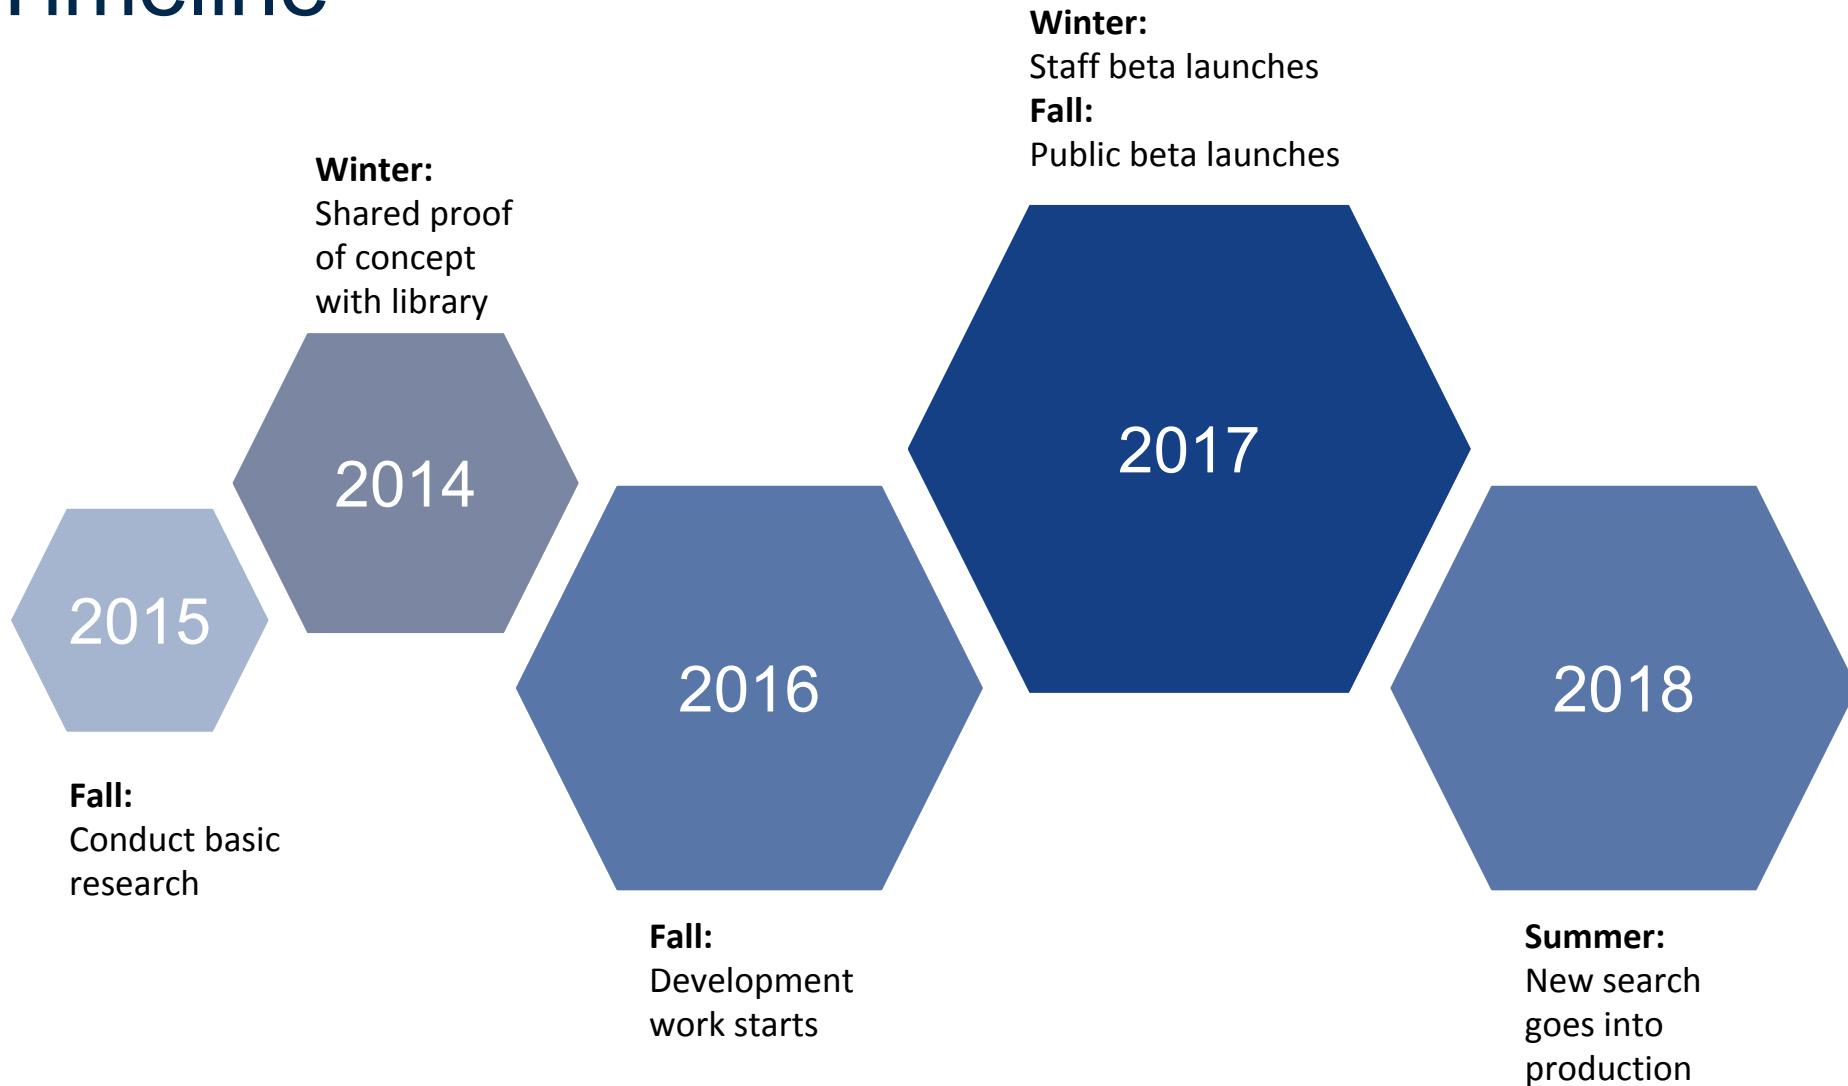 Timeline
Winter:
Staff beta launches
Fall:
Public beta launches
Winter:
Shared proof
of concept
with library
2017
2014
2015
2016
2018
Fall:
Conduct basic
research
Fall:
Development
work starts
Summer:
New search
goes into
production